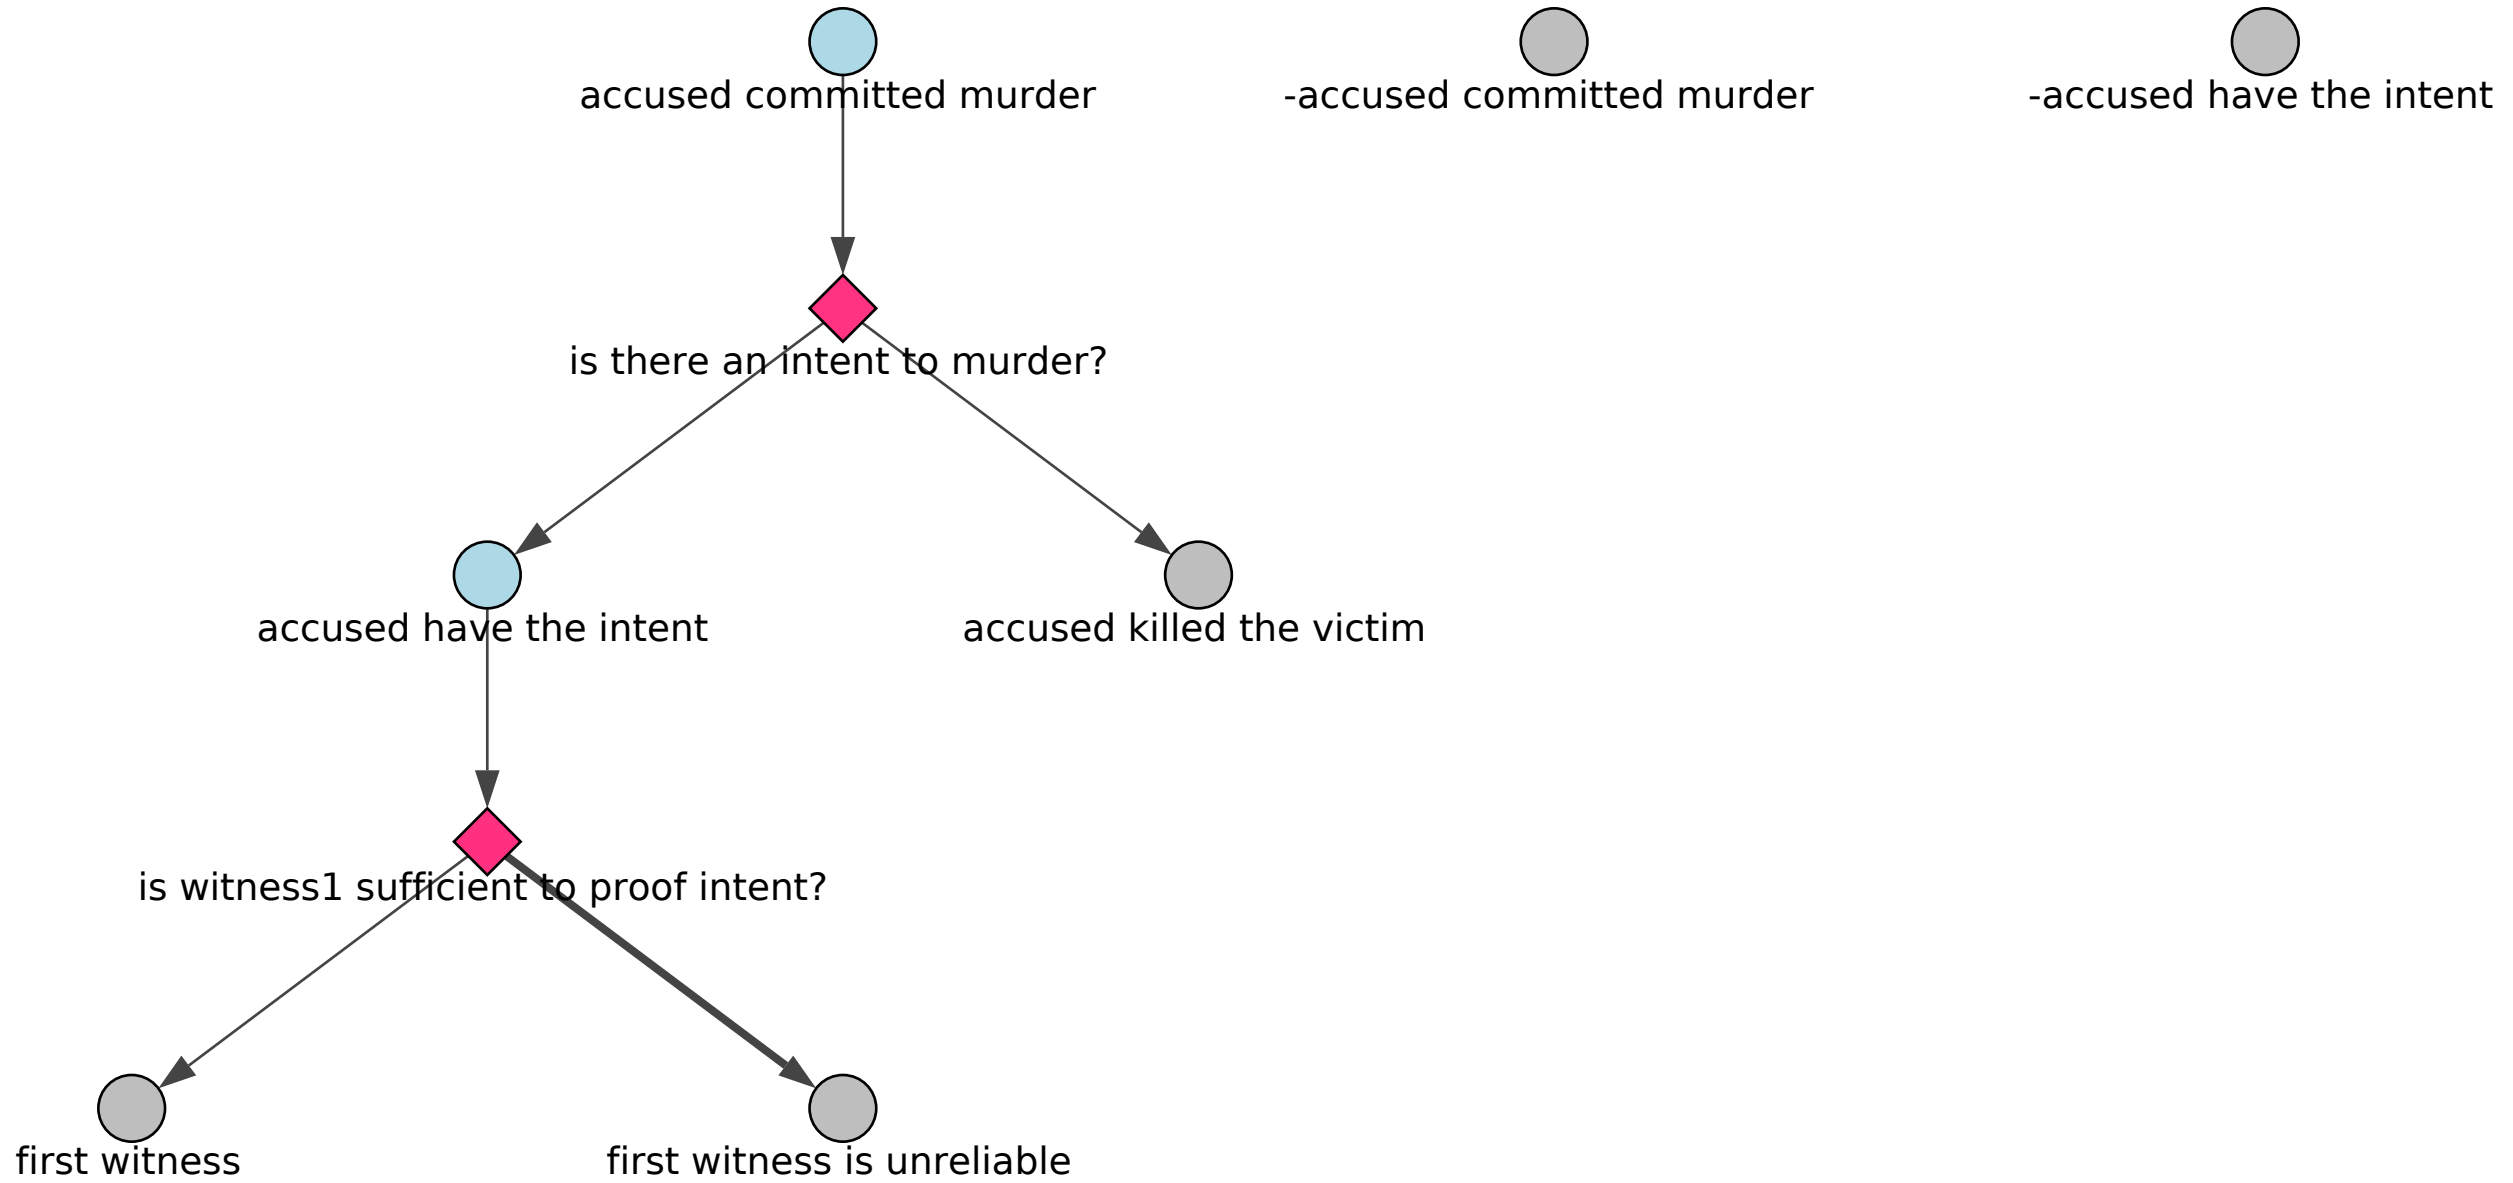 accused committed murder
-accused committed murder
-accused have the intent
is there an intent to murder?
accused have the intent
accused killed the victim
is witness1 sufficient to proof intent?
first witness
first witness is unreliable